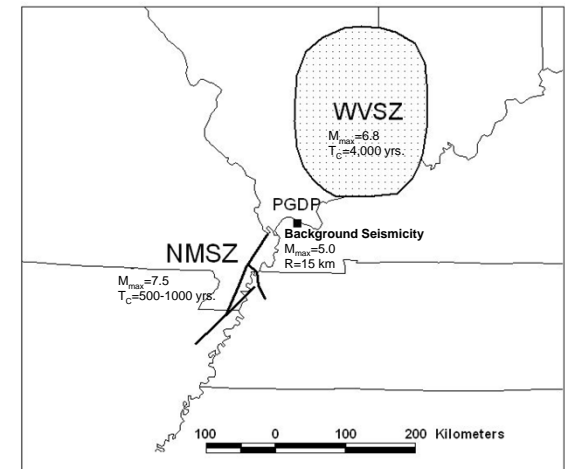 WVSZ
Mmax=6.8
TC=4,000 yrs.
PGDP
Background Seismicity
Mmax=5.0
R=15 km
NMSZ
Mmax=7.5
TC=500-1000 yrs.
100 0 100 200 Kilometers